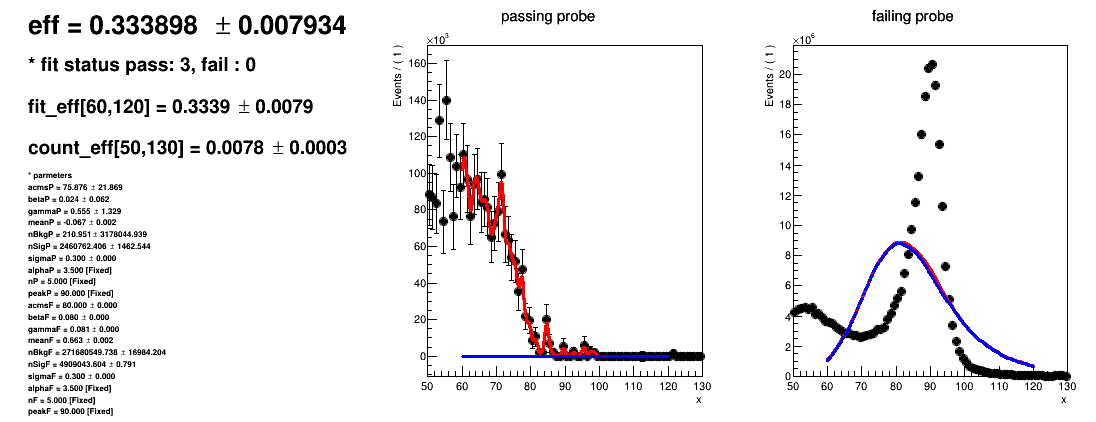 eff = 0.333898 ± 0.007934
* fit status pass: 3, fail : 0
fit_eff[60,120] = 0.3339 ± 0.0079
count_eff[50,130] = 0.0078 ± 0.0003
* parmeters
acmsP = 75.876 ± 21.869
betaP = 0.024 ± 0.062
gammaP = 0.555 ± 1.329
meanP = -0.067 ± 0.002
nBkgP = 210.951 ± 3178044.939
nSigP = 2460762.406 ± 1462.544
sigmaP = 0.300 ± 0.000
alphaP = 3.500 [Fixed]
nP = 5.000 [Fixed]
peakP = 90.000 [Fixed]
acmsF = 80.000 ± 0.000
betaF = 0.080 ± 0.000
gammaF = 0.081 ± 0.000
meanF = 0.663 ± 0.002
nBkgF = 271680549.738 ± 16984.204
nSigF = 4909043.604 ± 0.791
sigmaF = 0.300 ± 0.000
alphaF = 3.500 [Fixed]
nF = 5.000 [Fixed]
peakF = 90.000 [Fixed]
passing probe
×10³
Events / ( 1 )
160
140
120
100
80
60
40
20
0
50 60 70 80 90 100 110 120 130
x
failing probe
×10⁶
Events / ( 1 )
20
18
16
14
12
10
8
6
4
2
0
50 60 70 80 90 100 110 120 130
x